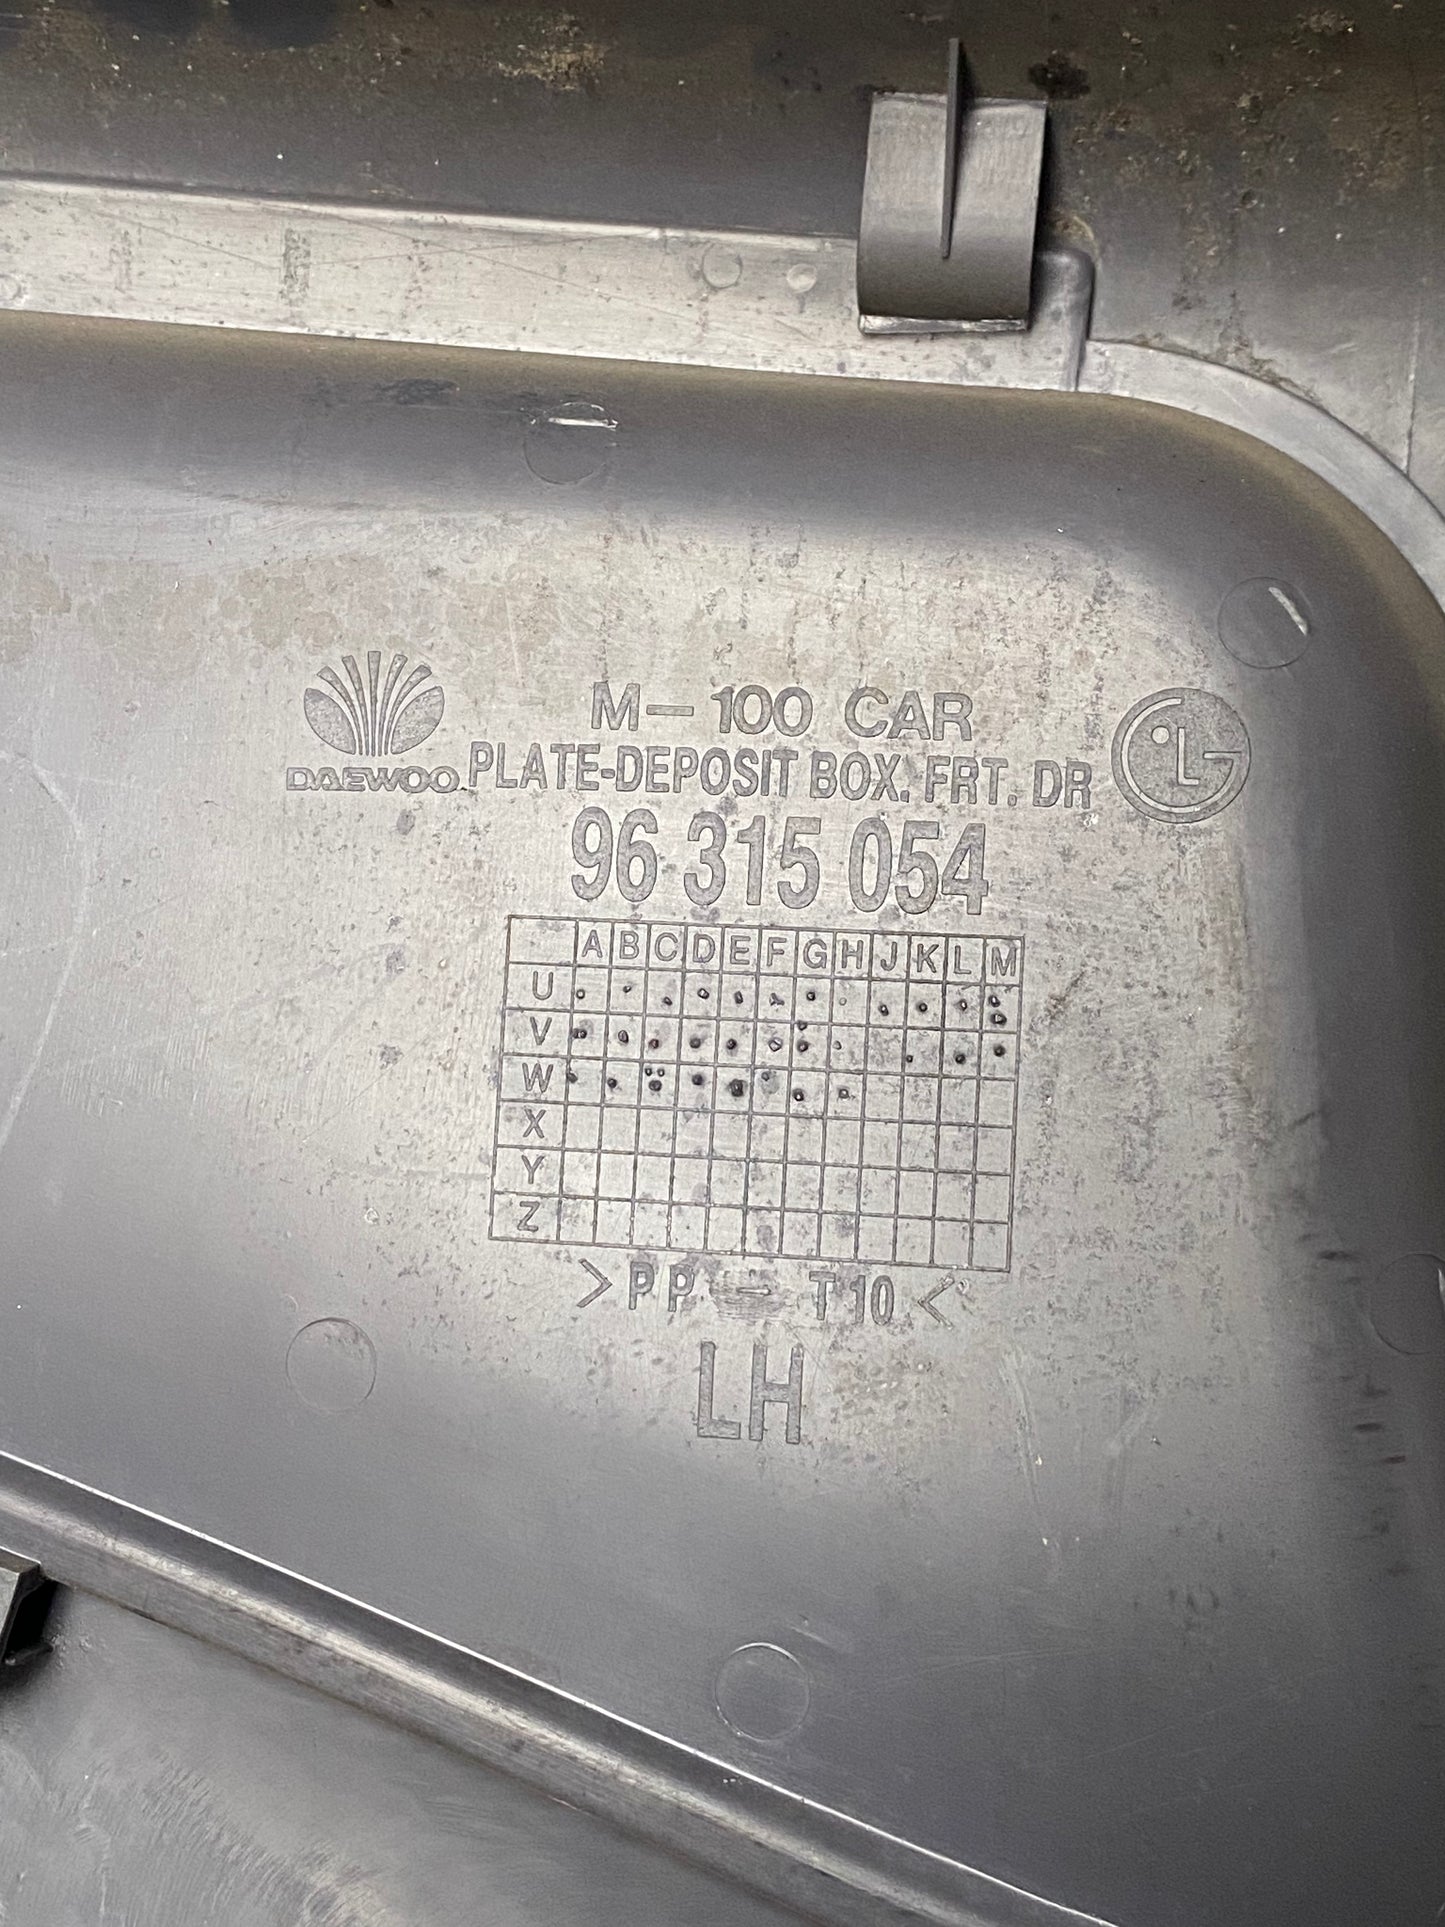 M-100 CAR
DAEWOO PLATE-DEPOSIT BOX. FRT. DR LG
96 315 054
A B C D E F G H J K L M
U
V
W
X
Y
Z
>PP - T10<
LH